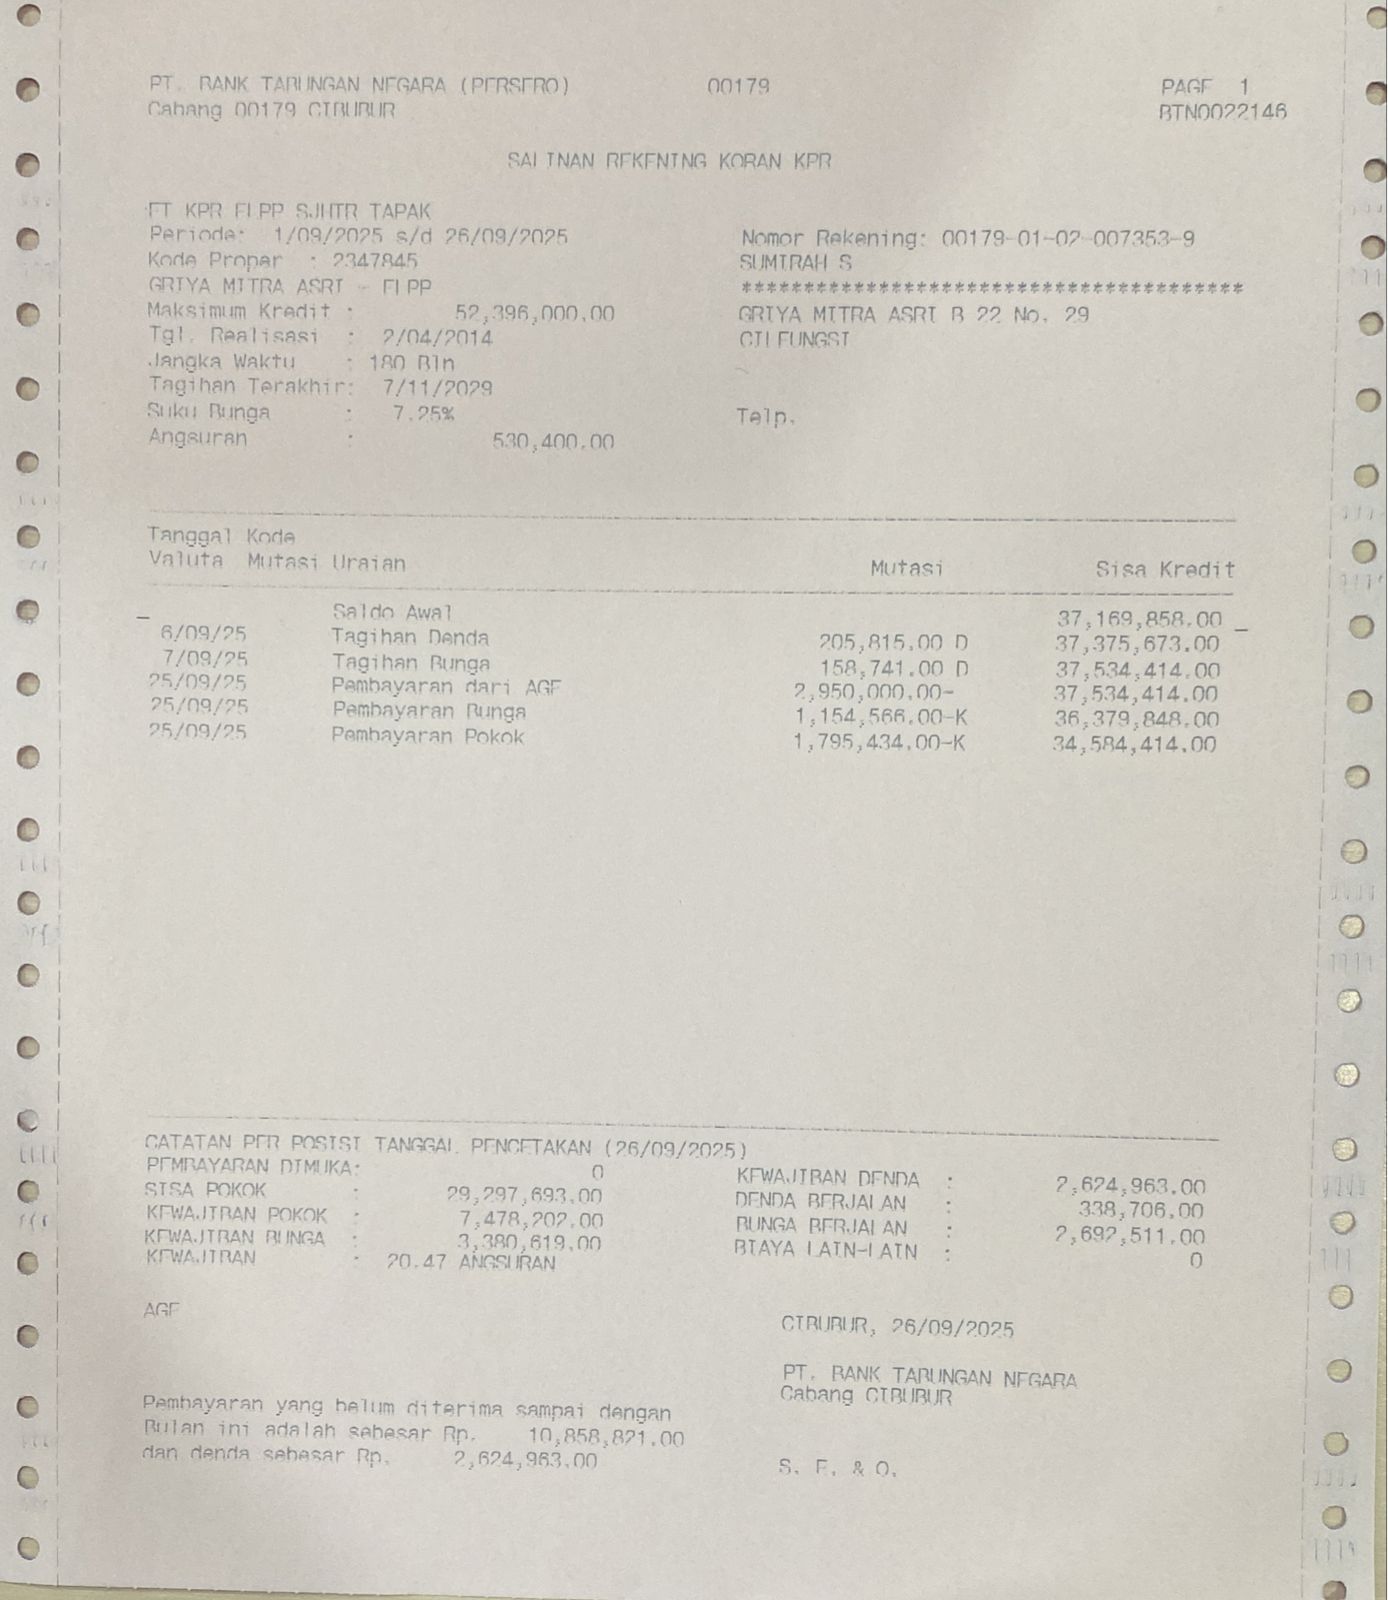 PT. BANK TABUNGAN NEGARA (PERSERO) 00179 PAGE 1
Cabang 00179 CIBUBUR BTN0022146
SALINAN REKENING KORAN KPR
FT KPR FLPP SJHTR TAPAK
Periode: 1/09/2025 s/d 26/09/2025 Nomor Rekening: 00179-01-02-007353-9
Kode Propar : 2347845 SUMIRAH S
GRIYA MITRA ASRI - FLPP ****************************************
Maksimum Kredit : 52,396,000.00 GRIYA MITRA ASRI B 22 No. 29
Tgl. Realisasi : 2/04/2014 CILEUNGSI
Jangka Waktu : 180 Bln
Tagihan Terakhir: 7/11/2029
Suku Bunga : 7.25% Telp.
Angsuran : 530,400.00
Tanggal Kode
Valuta Mutasi Uraian Mutasi Sisa Kredit
Saldo Awal 37,169,858.00
6/09/25 Tagihan Denda 205,815.00 D 37,375,673.00
7/09/25 Tagihan Bunga 158,741.00 D 37,534,414.00
25/09/25 Pembayaran dari AGF 2,950,000.00- 37,534,414.00
25/09/25 Pembayaran Bunga 1,154,566.00-K 36,379,848.00
25/09/25 Pembayaran Pokok 1,795,434.00-K 34,584,414.00
CATATAN PER POSISI TANGGAL PENCETAKAN (26/09/2025)
PEMBAYARAN DIMUKA: 0 KEWAJIBAN DENDA : 2,624,963.00
SISA POKOK : 29,297,693.00 DENDA BERJALAN : 338,706.00
KEWAJIBAN POKOK : 7,478,202.00 BUNGA BERJALAN : 2,692,511.00
KEWAJIBAN BUNGA : 3,380,619.00 BIAYA LAIN-LAIN : 0
KEWAJIBAN : 20.47 ANGSURAN
AGF
CIBUBUR, 26/09/2025
PT. BANK TABUNGAN NEGARA
Cabang CIBUBUR
Pembayaran yang belum diterima sampai dengan
Bulan ini adalah sebesar Rp. 10,858,821.00
dan denda sebesar Rp. 2,624,963.00
S. E. & O.